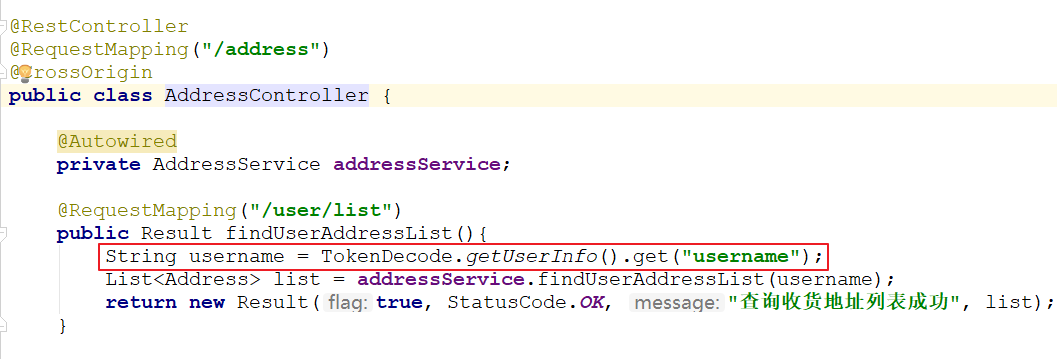 @RestController
@RequestMapping("/address")
@CrossOrigin
public class AddressController {
@Autowired
private AddressService addressService;
@RequestMapping("/user/list")
public Result findUserAddressList(){
String username = TokenDecode.getUserInfo().get("username");
List<Address> list = addressService.findUserAddressList(username);
return new Result( flag: true, StatusCode.OK, message: "查询收货地址列表成功", list);
}